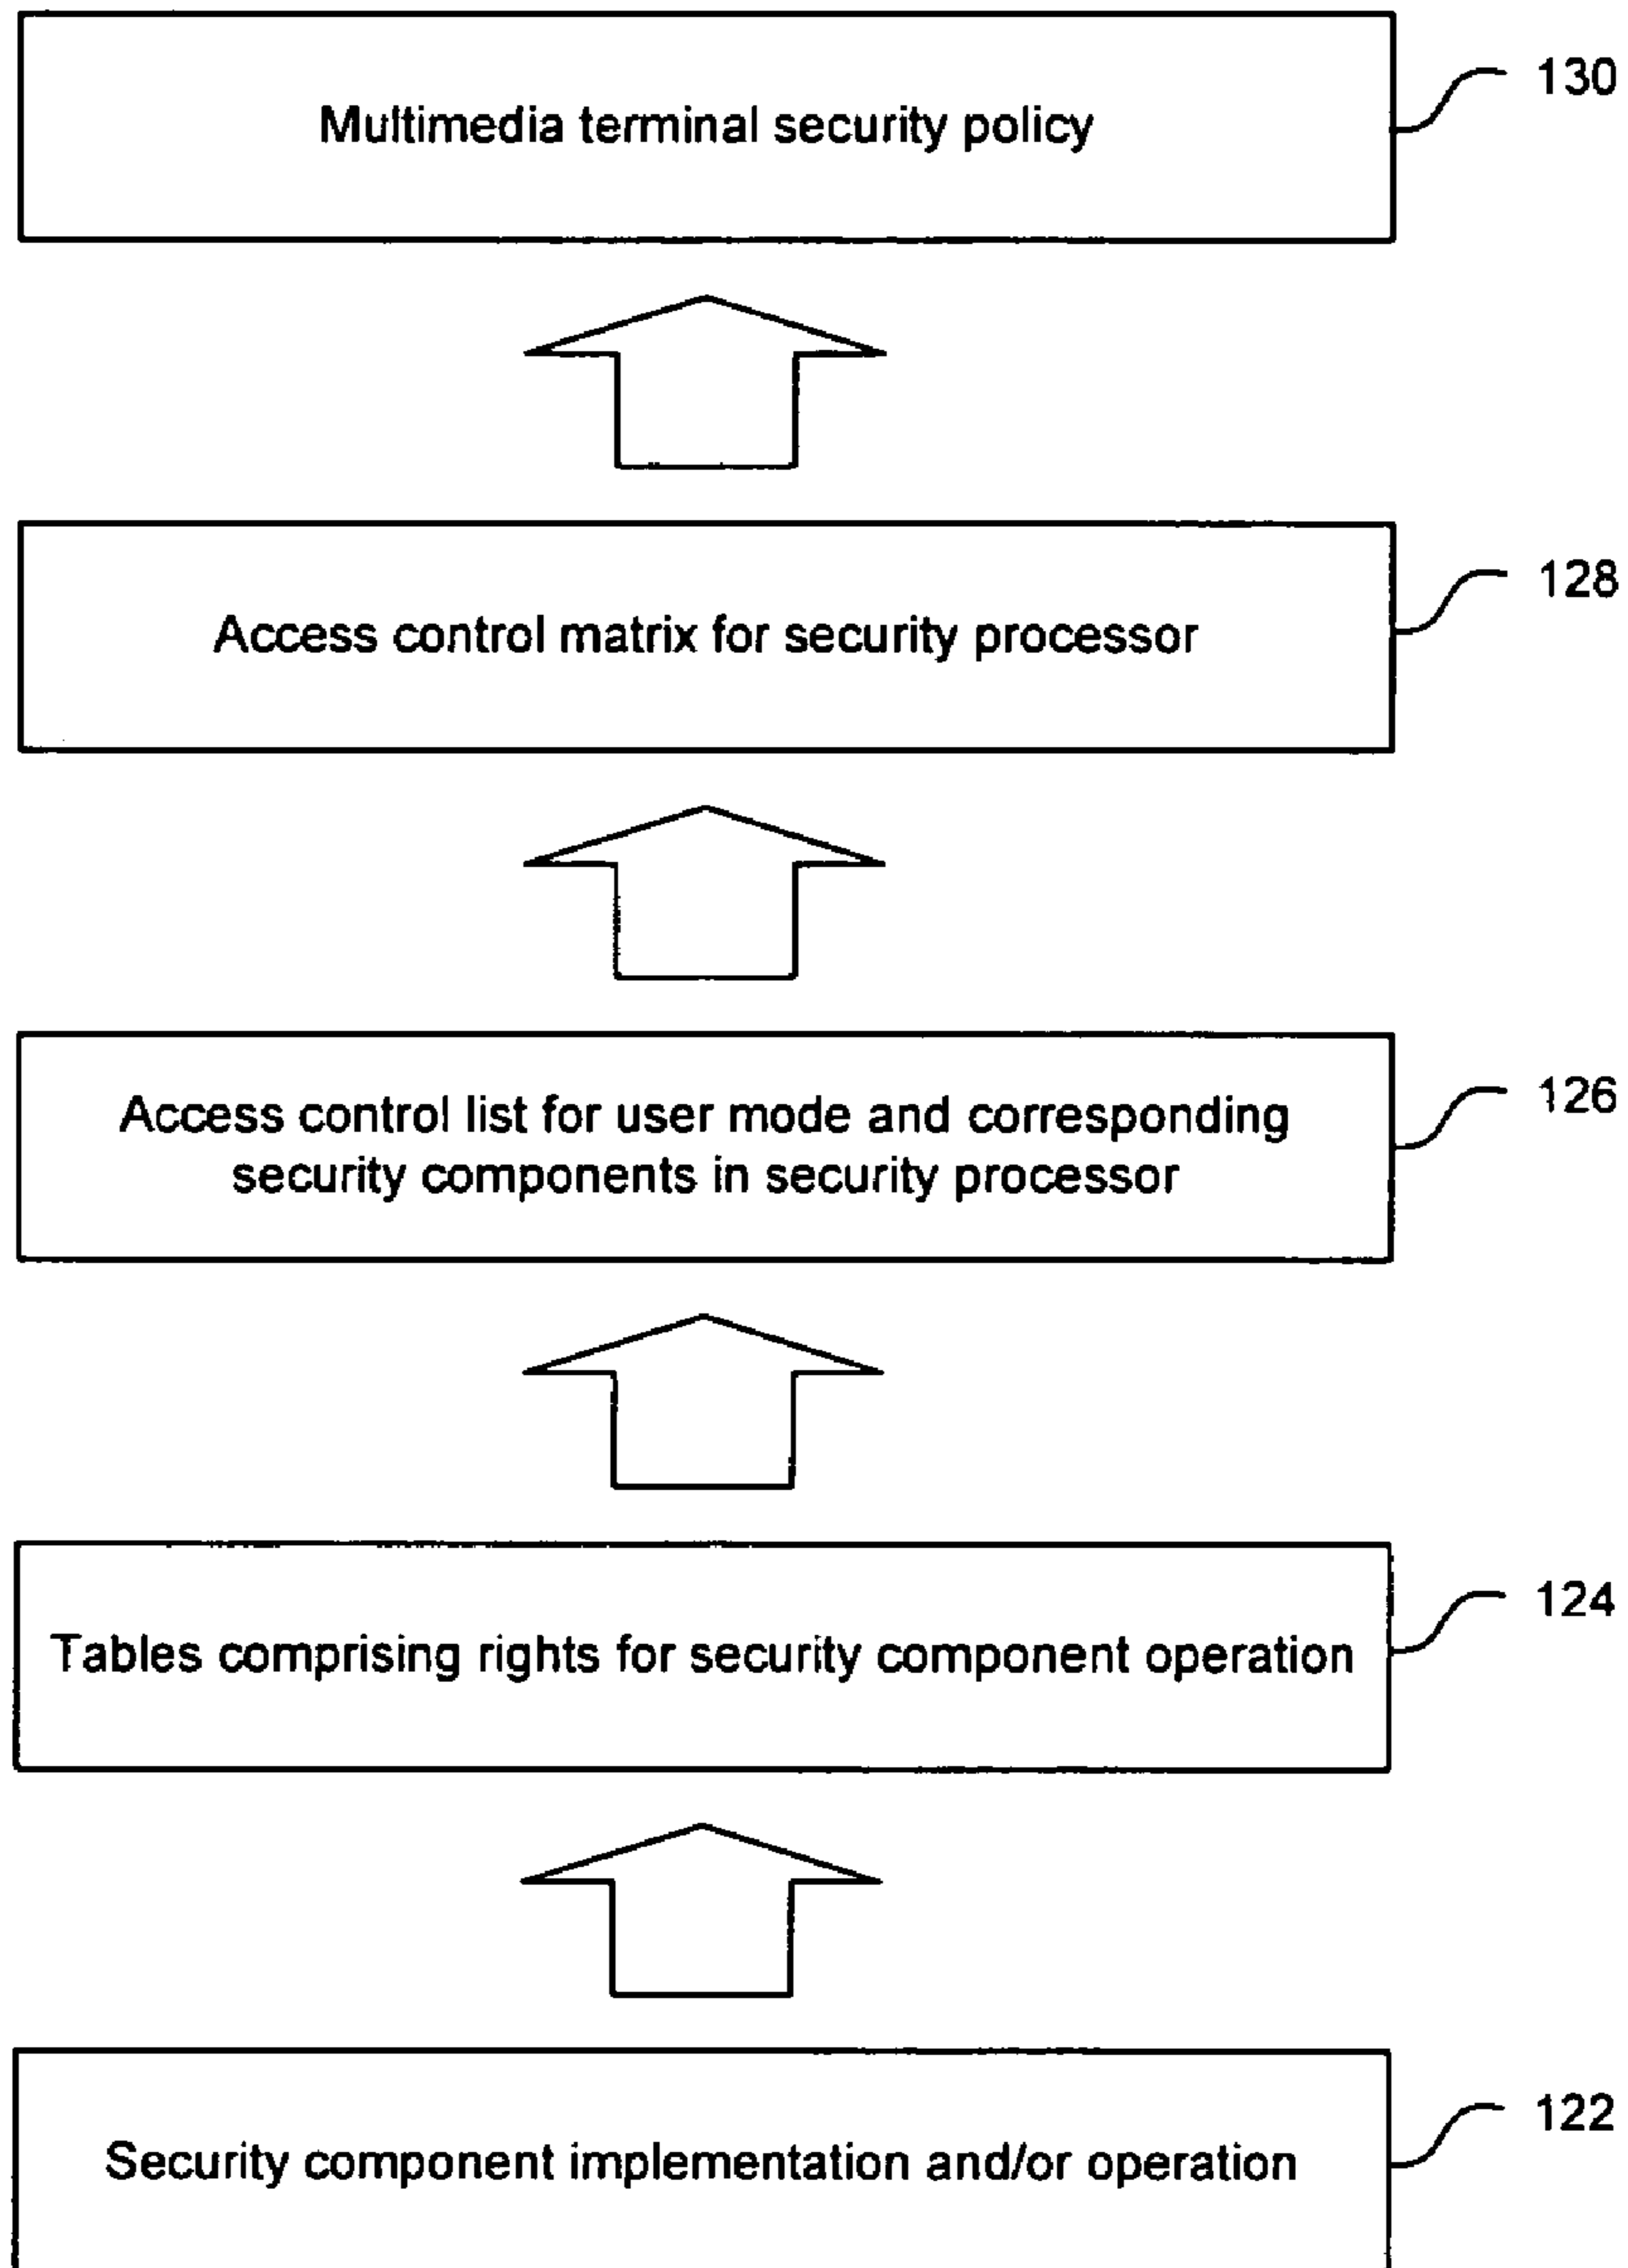 Multimedia terminal security policy
130
Access control matrix for security processor
128
Access control list for user mode and corresponding
security components in security processor
126
Tables comprising rights for security component operation
124
Security component implementation and/or operation
122